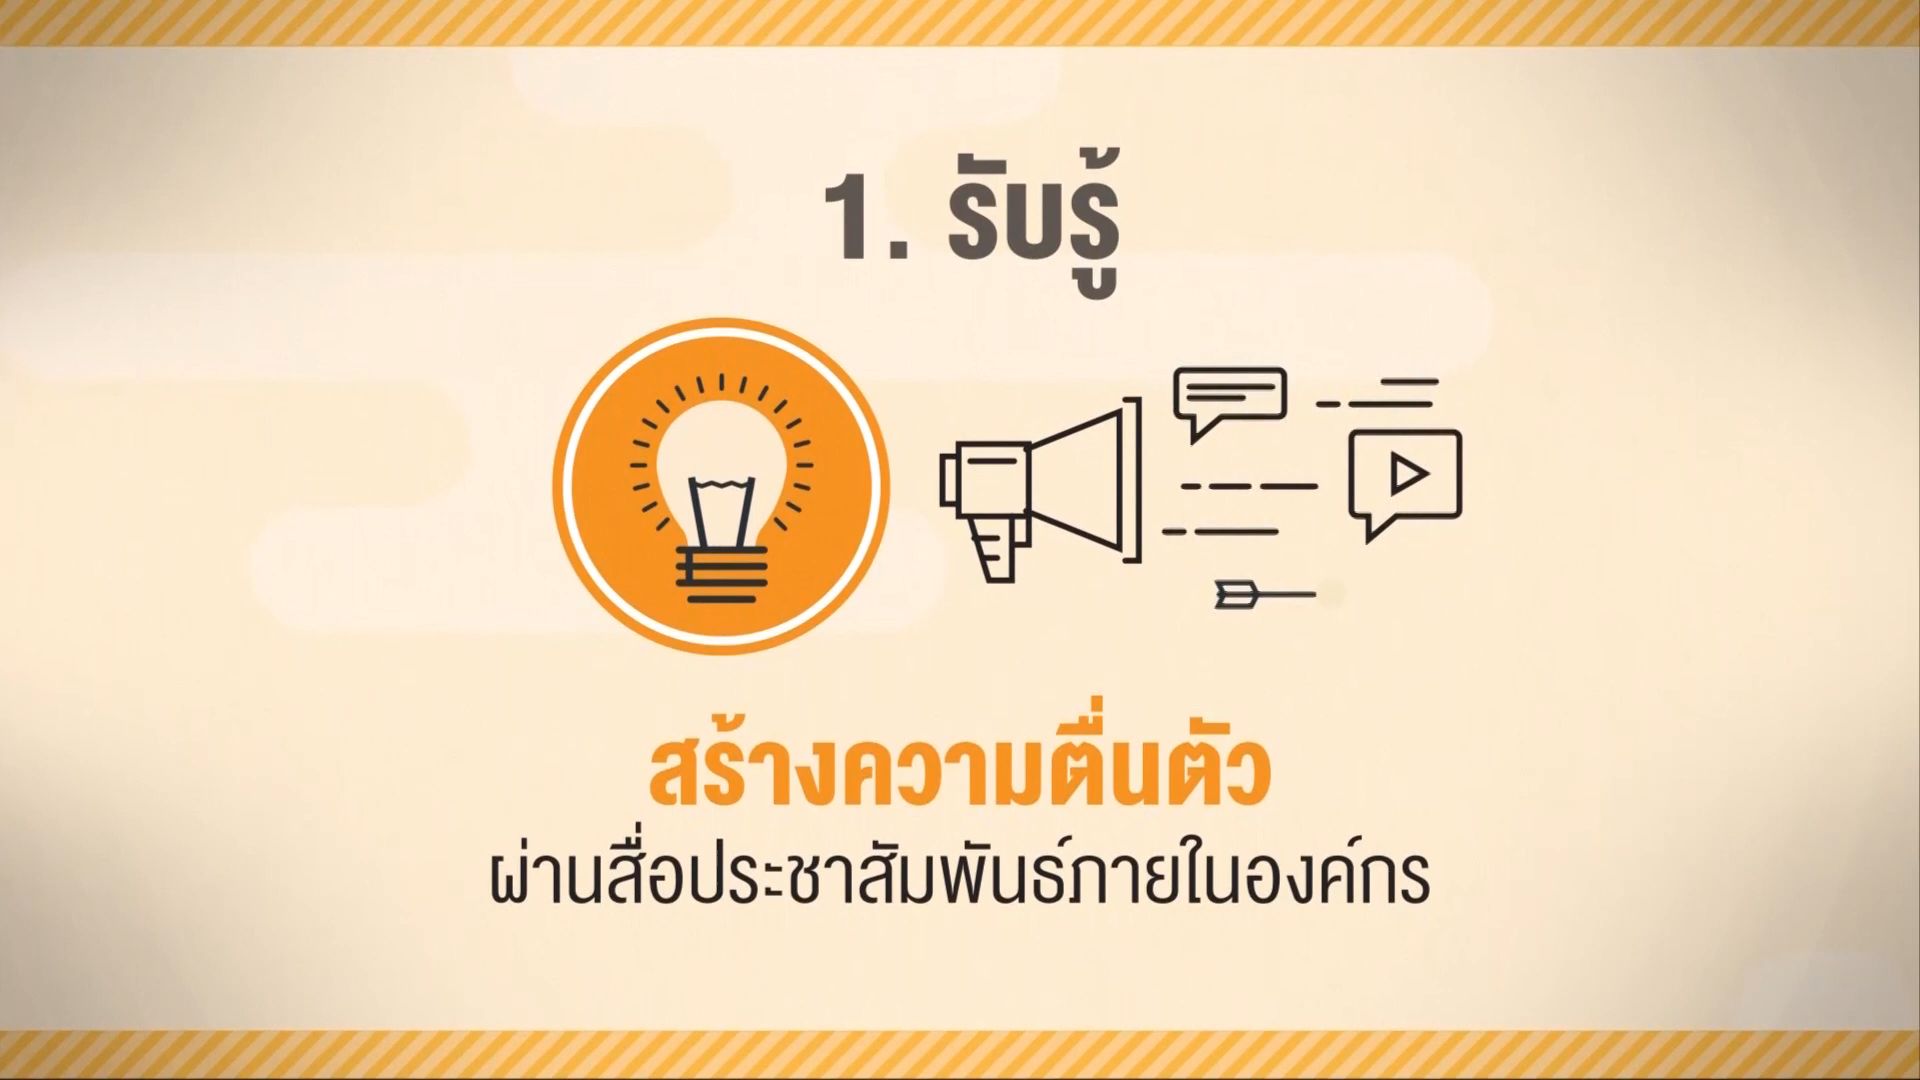 1. รับรู้
สร้างความตื่นตัว
ผ่านสื่อประชาสัมพันธ์ภายในองค์กร